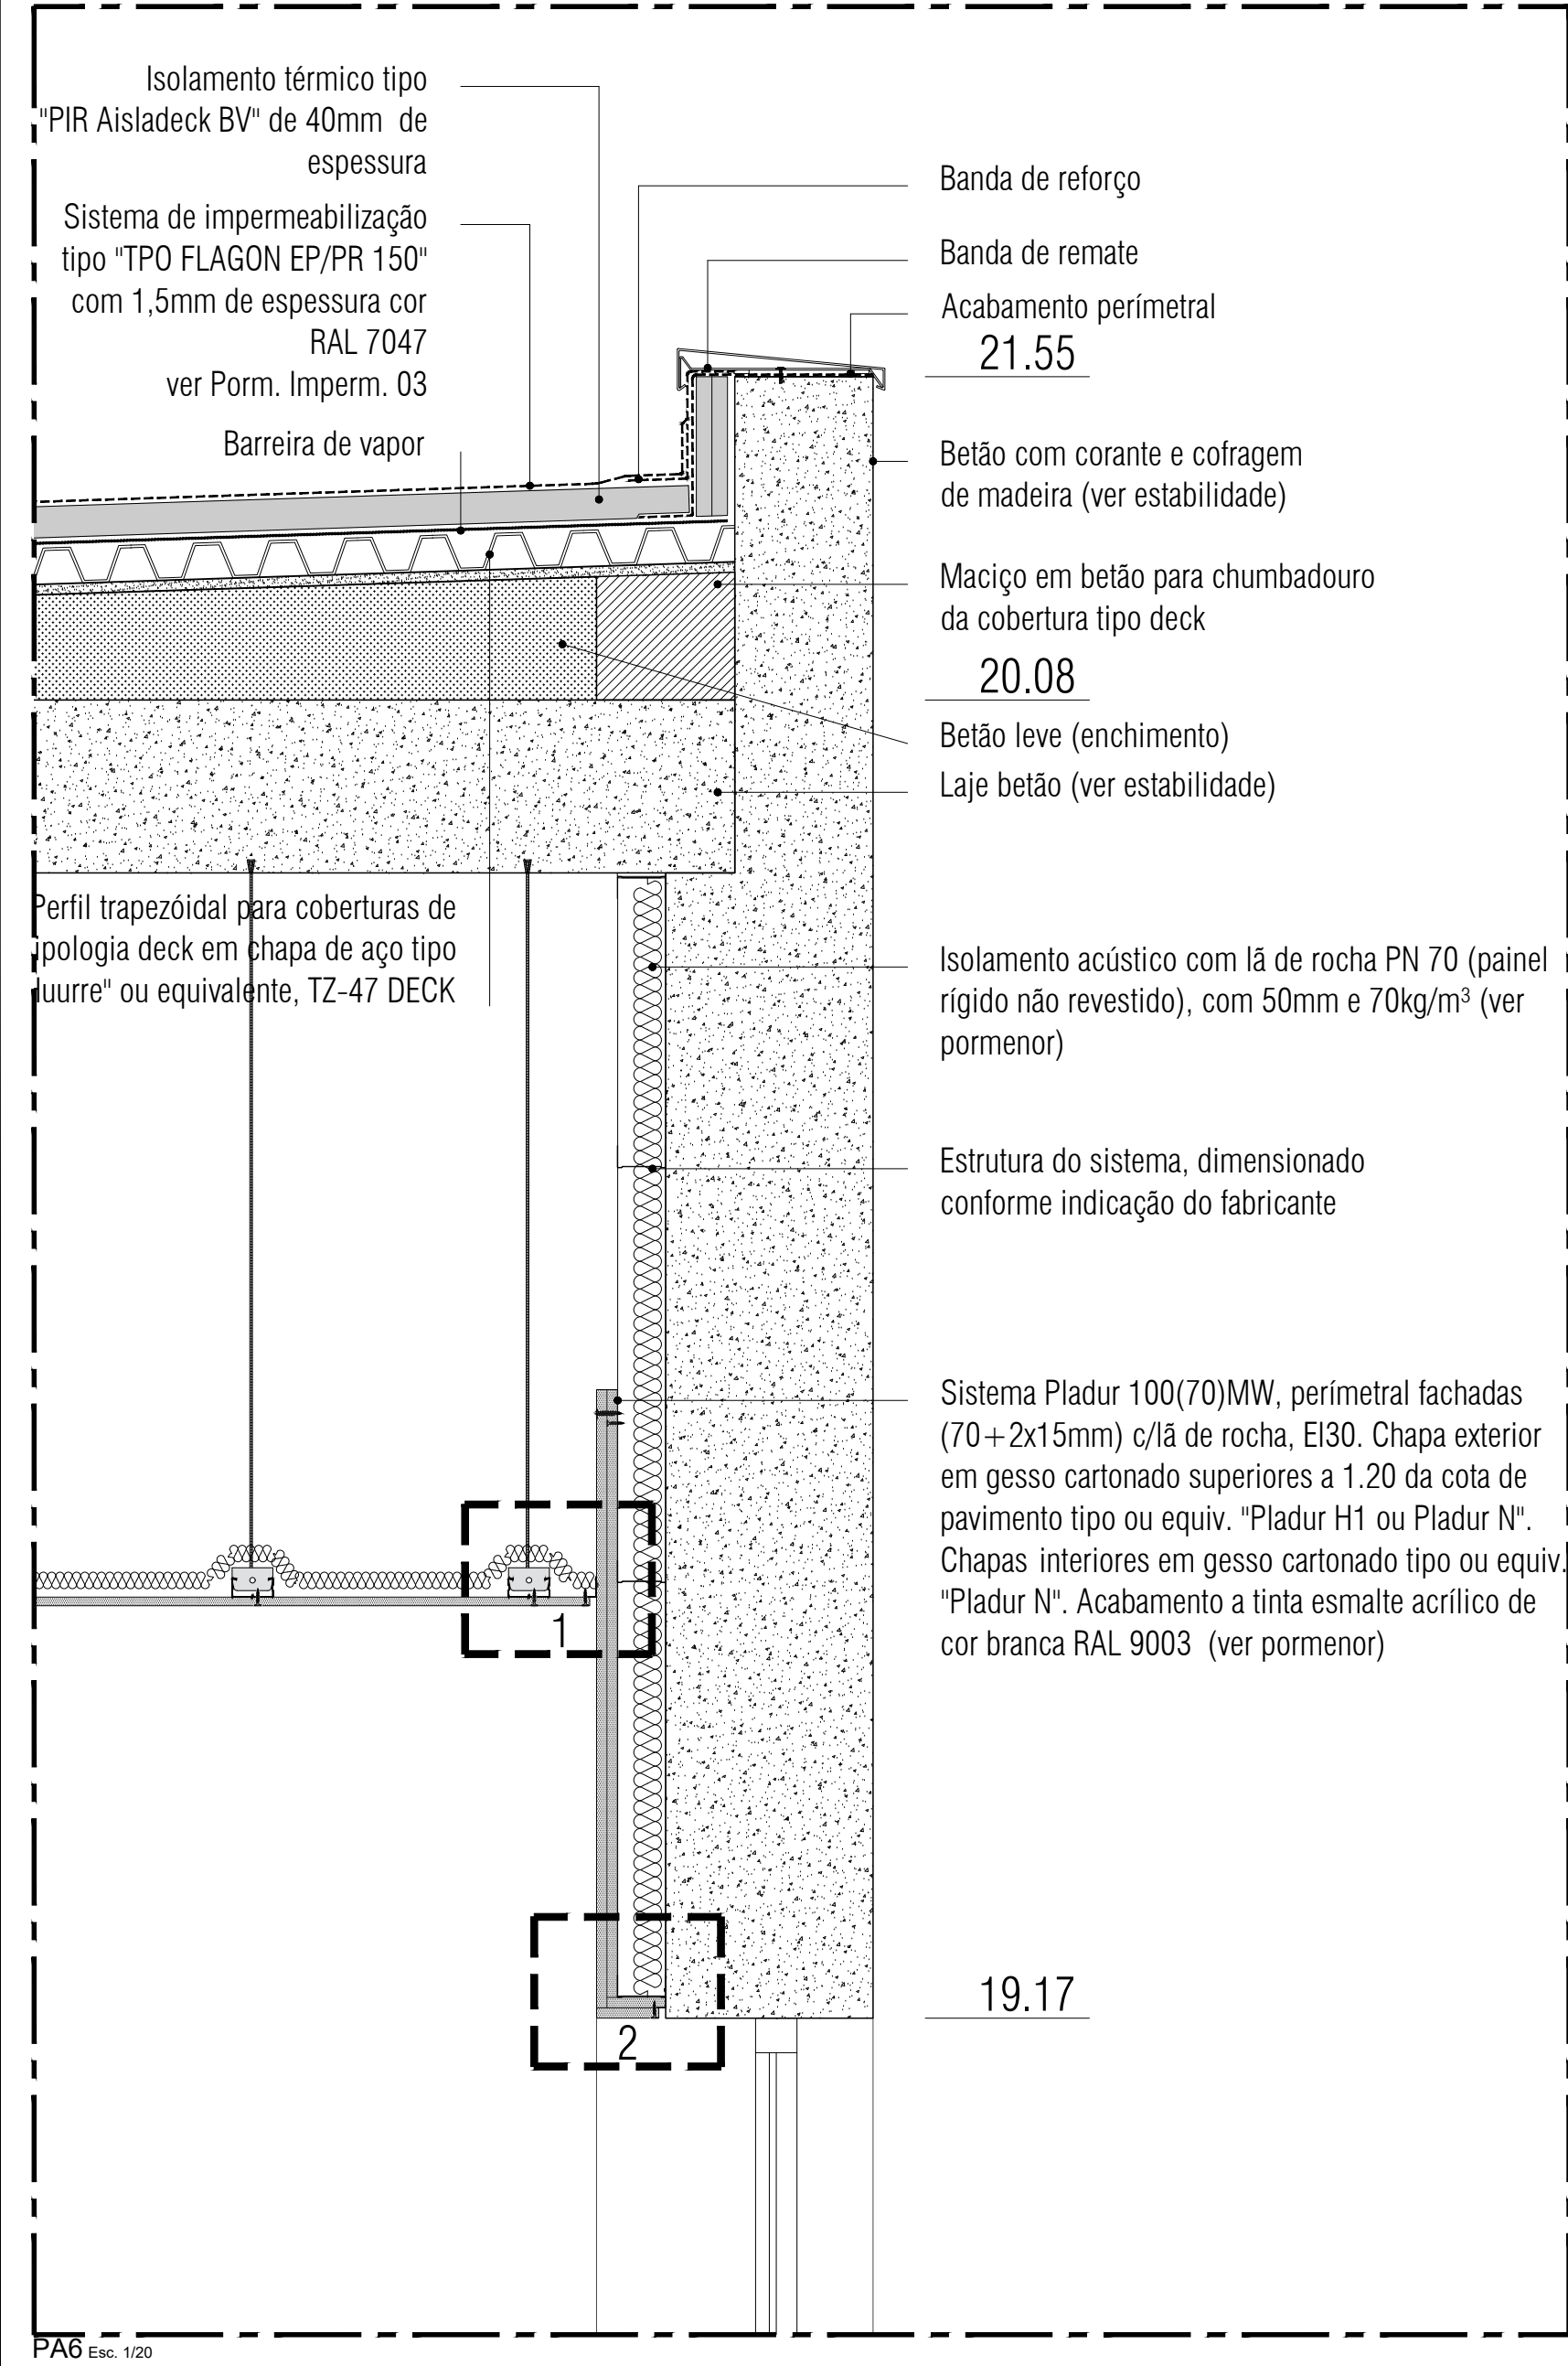 Isolamento térmico tipo
"PIR Aisladeck BV" de 40mm de
espessura
Sistema de impermeabilização
tipo "TPO FLAGON EP/PR 150"
com 1,5mm de espessura cor
RAL 7047
ver Porm. Imperm. 03
Barreira de vapor
Banda de reforço
Banda de remate
Acabamento perímetral
21.55
Betão com corante e cofragem
de madeira (ver estabilidade)
Maciço em betão para chumbadouro
da cobertura tipo deck
20.08
Betão leve (enchimento)
Laje betão (ver estabilidade)
Perfil trapezóidal para coberturas de
ipologia deck em chapa de aço tipo
uurre" ou equivalente, TZ-47 DECK
Isolamento acústico com lã de rocha PN 70 (painel
rígido não revestido), com 50mm e 70kg/m³ (ver
pormenor)
Estrutura do sistema, dimensionado
conforme indicação do fabricante
Sistema Pladur 100(70)MW, perímetral fachadas
(70+2x15mm) c/lã de rocha, EI30. Chapa exterior
em gesso cartonado superiores a 1.20 da cota de
pavimento tipo ou equiv. "Pladur H1 ou Pladur N".
Chapas interiores em gesso cartonado tipo ou equiv.
"Pladur N". Acabamento a tinta esmalte acrílico de
cor branca RAL 9003 (ver pormenor)
1
19.17
2
PA6 Esc. 1/20